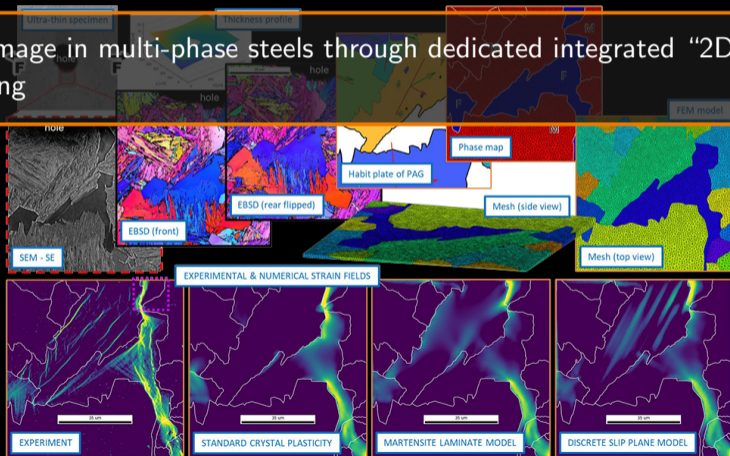 Ultra-thin specimen
Thickness profile
mage in multi-phase steels through dedicated integrated “2D
ng
F
hole
F
hole
M
F
F
M
FEM model
hole
hole
Phase map
Habit plate of PAG
EBSD (rear flipped)
Mesh (side view)
EBSD (front)
SEM - SE
Mesh (top view)
EXPERIMENTAL & NUMERICAL STRAIN FIELDS
EXPERIMENT
STANDARD CRYSTAL PLASTICITY
MARTENSITE LAMINATE MODEL
DISCRETE SLIP PLANE MODEL